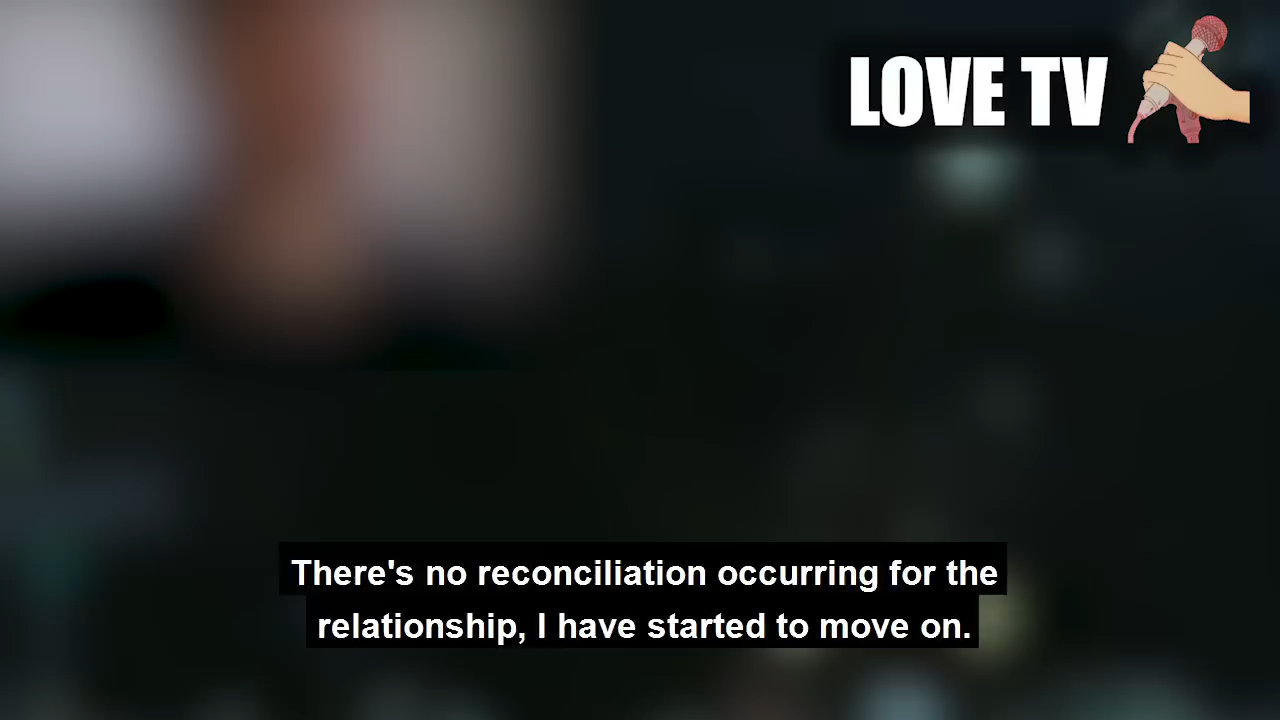 LOVE TV
There's no reconciliation occurring for the
relationship, I have started to move on.